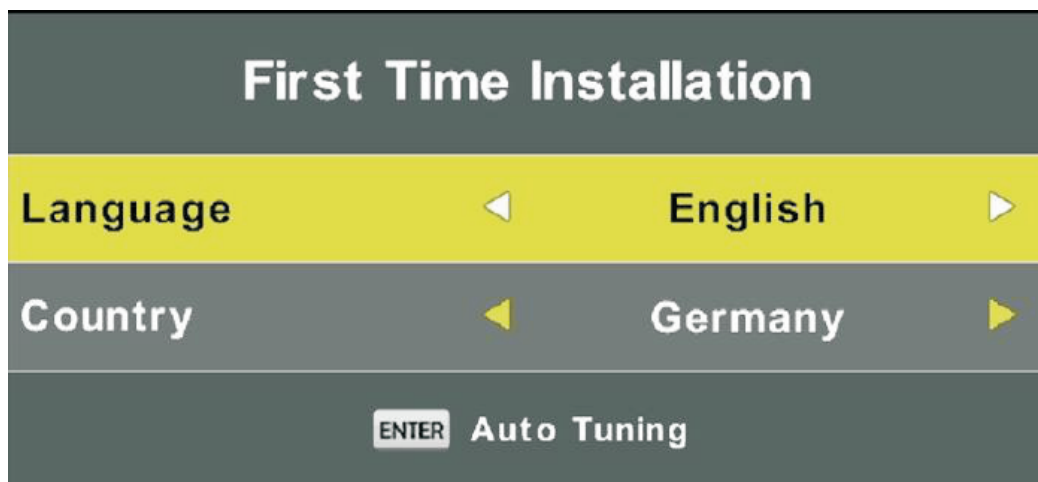 First Time Installation
Language English
Country Germany
ENTER Auto Tuning